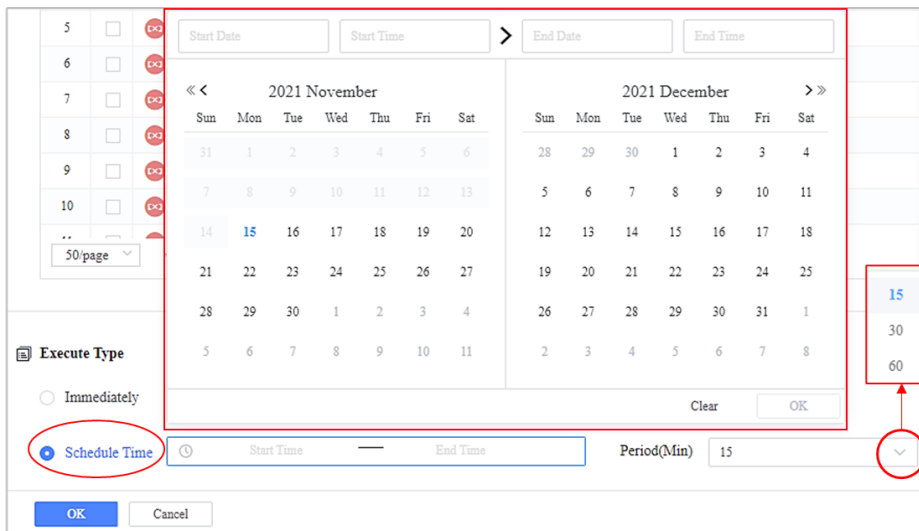 5
6
7
8
9
10
50/page
Start Date Start Time End Date End Time
2021 November
Sun Mon Tue Wed Thu Fri Sat
31 1 2 3 4 5 6
7 8 9 10 11 12 13
14 15 16 17 18 19 20
21 22 23 24 25 26 27
28 29 30 1 2 3 4
5 6 7 8 9 10 11
2021 December
Sun Mon Tue Wed Thu Fri Sat
28 29 30 1 2 3 4
5 6 7 8 9 10 11
12 13 14 15 16 17 18
19 20 21 22 23 24 25
26 27 28 29 30 31 1
2 3 4 5 6 7 8
Clear OK
15
30
60
Execute Type
Immediately
Schedule Time Start Time — End Time Period(Min) 15
OK Cancel